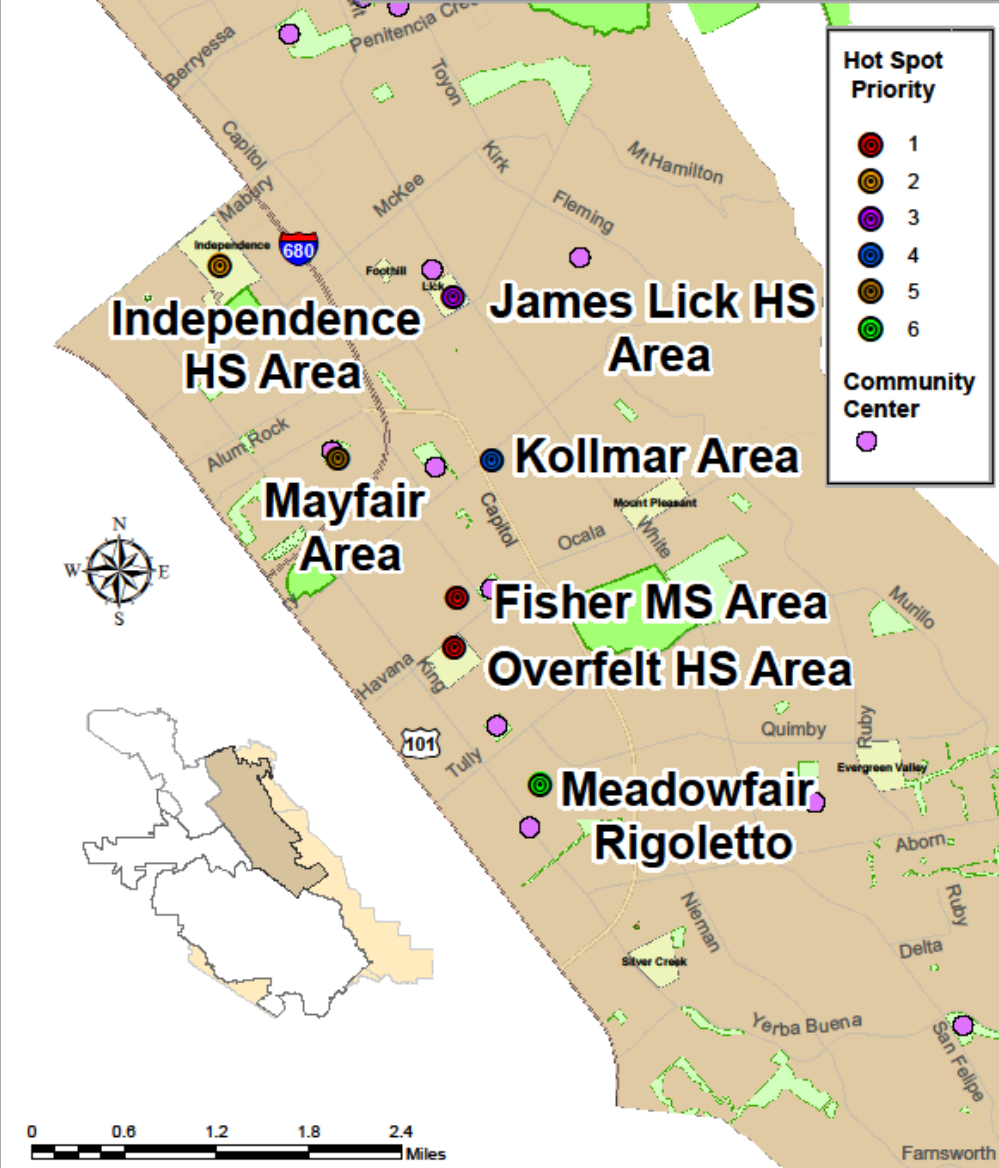 Berryessa
Penitencia
Toyon
Capitol
Kirk
Mt Hamilton
Mabury
McKee
Fleming
Independence
680
Foothill
Lick
Independence
HS Area
James Lick HS
Area
Alum Rock
Kollmar Area
Mayfair
Area
Capitol
Mount Pleasant
Ocala
White
Fisher MS Area
Murillo
Overfelt HS Area
Havana
King
101
Tully
Quimby
Ruby
Evergreen Valley
Meadowfair
Rigoletto
Aborn
Ruby
Nieman
Delta
Silver Creek
Yerba Buena
San Felipe
Farnsworth
N
W
E
S
0 0.6 1.2 1.8 2.4
Miles
Hot Spot
Priority
1
2
3
4
5
6
Community
Center